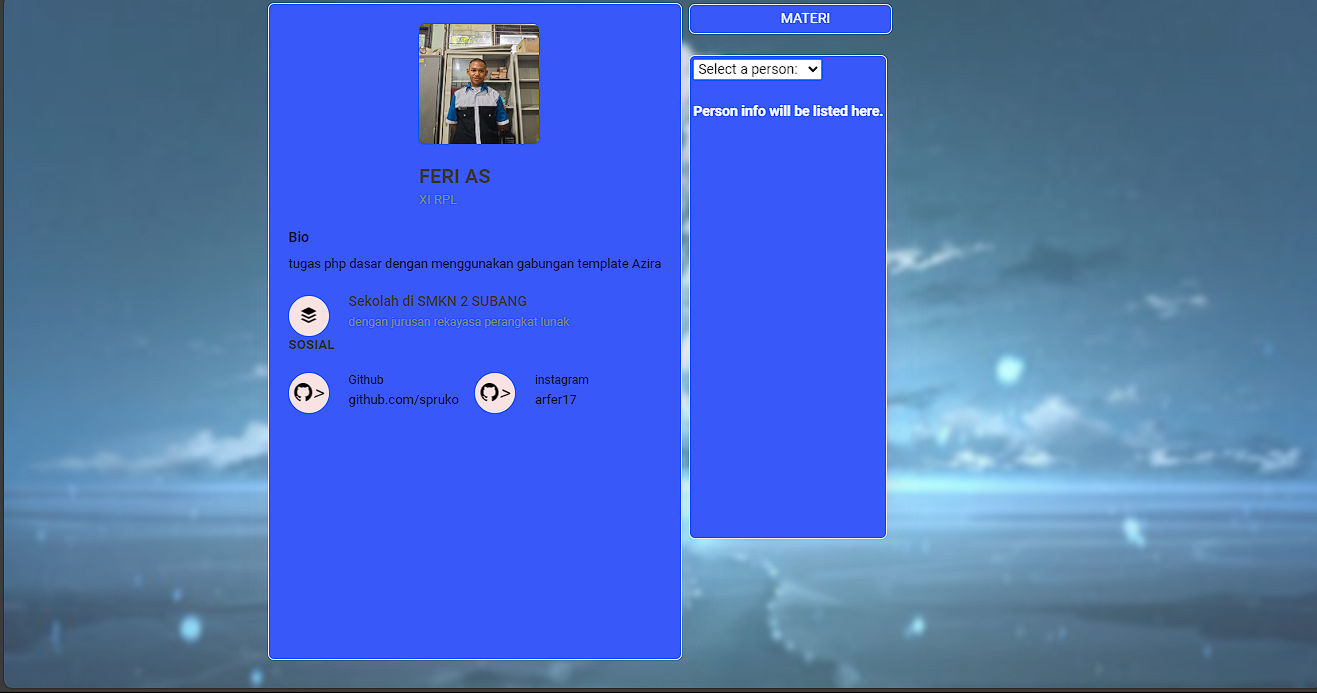 FERI AS
XI RPL
Bio
tugas php dasar dengan menggunakan gabungan template Azira
Sekolah di SMKN 2 SUBANG
dengan jurusan rekayasa perangkat lunak
SOSIAL
Github
github.com/spruko
>
instagram
arfer17
>
MATERI
Select a person:
Person info will be listed here.